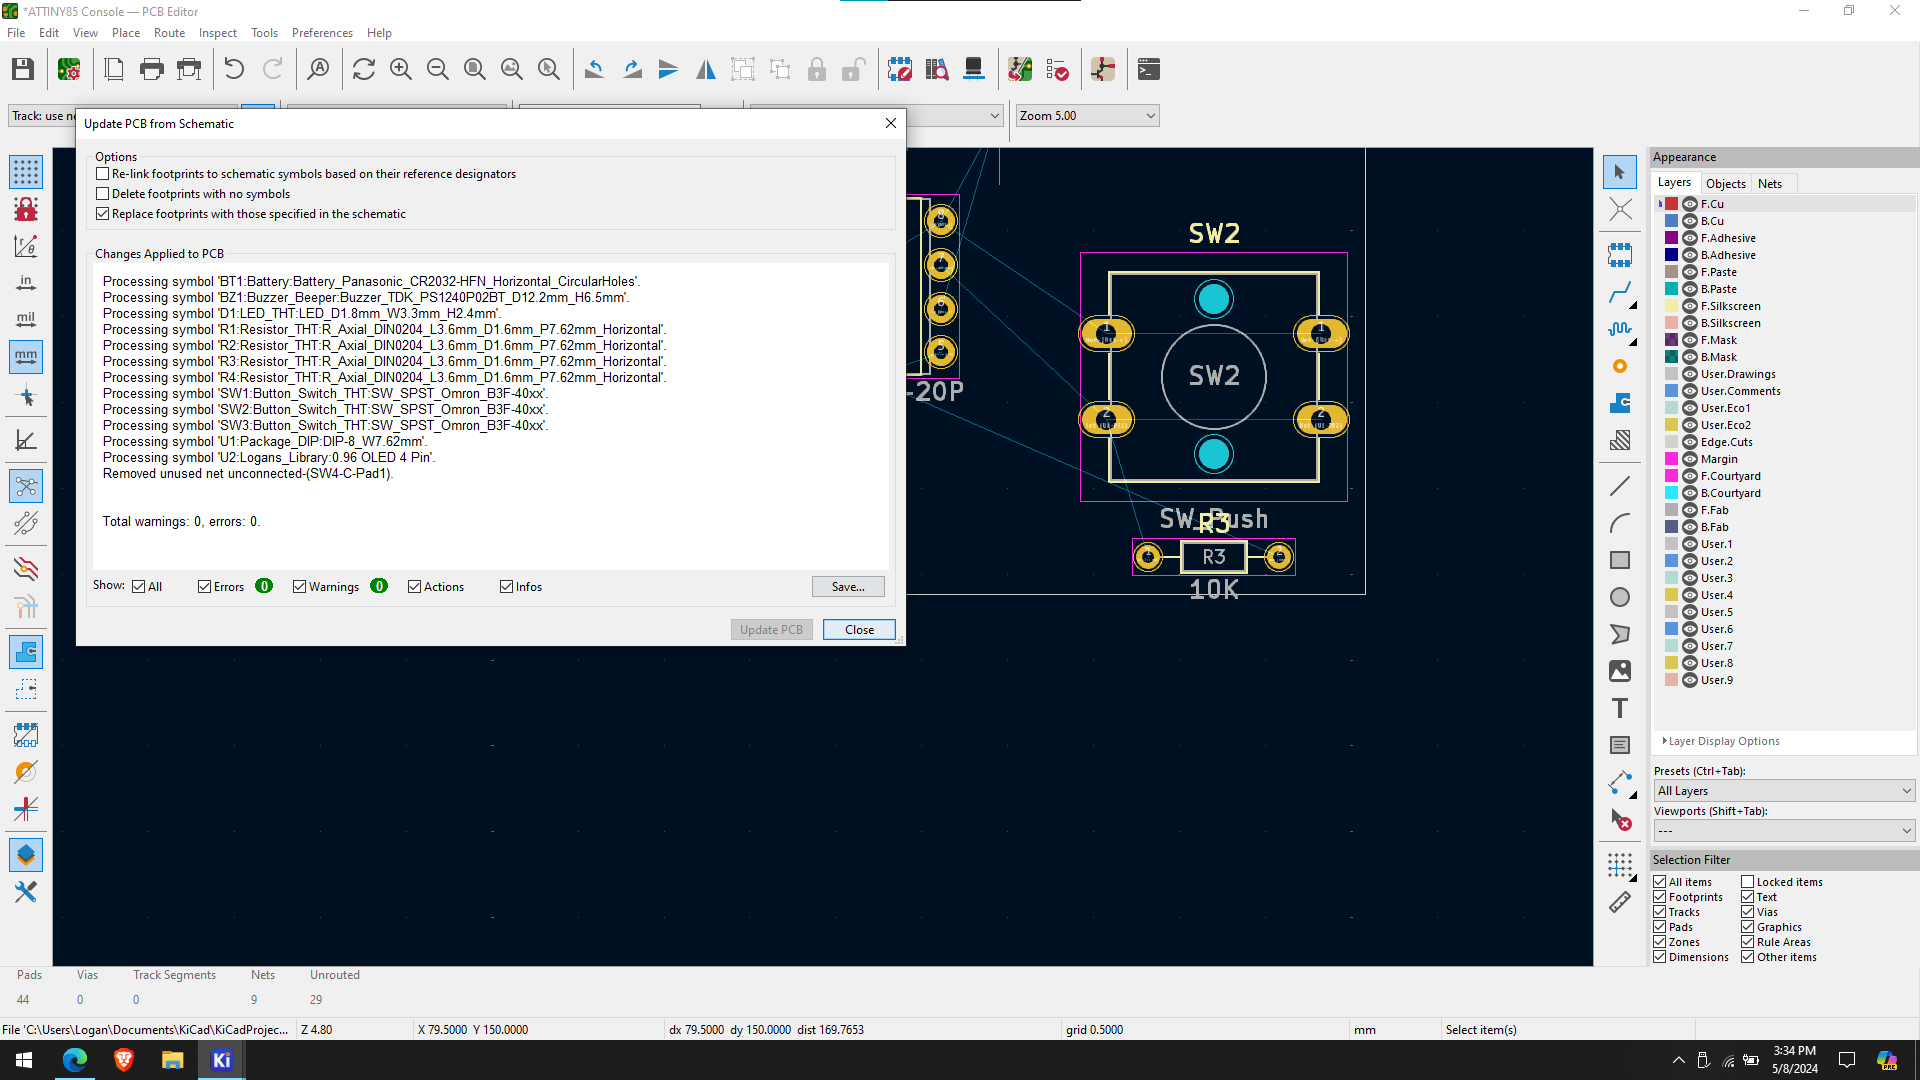 *ATTINY85 Console — PCB Editor
File Edit View Place Route Inspect Tools Preferences Help
Track: use ne
Zoom 5.00
Update PCB from Schematic
Options
Re-link footprints to schematic symbols based on their reference designators
Delete footprints with no symbols
Replace footprints with those specified in the schematic
Changes Applied to PCB
Processing symbol 'BT1:Battery:Battery_Panasonic_CR2032-HFN_Horizontal_CircularHoles'.
Processing symbol 'BZ1:Buzzer_Beeper:Buzzer_TDK_PS1240P02BT_D12.2mm_H6.5mm'.
Processing symbol 'D1:LED_THT:LED_D1.8mm_W3.3mm_H2.4mm'.
Processing symbol 'R1:Resistor_THT:R_Axial_DIN0204_L3.6mm_D1.6mm_P7.62mm_Horizontal'.
Processing symbol 'R2:Resistor_THT:R_Axial_DIN0204_L3.6mm_D1.6mm_P7.62mm_Horizontal'.
Processing symbol 'R3:Resistor_THT:R_Axial_DIN0204_L3.6mm_D1.6mm_P7.62mm_Horizontal'.
Processing symbol 'R4:Resistor_THT:R_Axial_DIN0204_L3.6mm_D1.6mm_P7.62mm_Horizontal'.
Processing symbol 'SW1:Button_Switch_THT:SW_SPST_Omron_B3F-40xx'.
Processing symbol 'SW2:Button_Switch_THT:SW_SPST_Omron_B3F-40xx'.
Processing symbol 'SW3:Button_Switch_THT:SW_SPST_Omron_B3F-40xx'.
Processing symbol 'U1:Package_DIP:DIP-8_W7.62mm'.
Processing symbol 'U2:Logans_Library:0.96 OLED 4 Pin'.
Removed unused net unconnected-(SW4-C-Pad1).
Total warnings: 0, errors: 0.
Show: All Errors 0 Warnings 0 Actions Infos Save...
Update PCB Close
in
mil
mm
8
7
6
5
-20P
SW2
1 1
SW2
2 2
SW_Push
R3
R3
10K
Appearance
Layers Objects Nets
F.Cu
B.Cu
F.Adhesive
B.Adhesive
F.Paste
B.Paste
F.Silkscreen
B.Silkscreen
F.Mask
B.Mask
User.Drawings
User.Comments
User.Eco1
User.Eco2
Edge.Cuts
Margin
F.Courtyard
B.Courtyard
F.Fab
B.Fab
User.1
User.2
User.3
User.4
User.5
User.6
User.7
User.8
User.9
Layer Display Options
Presets (Ctrl+Tab):
All Layers
Viewports (Shift+Tab):
---
Selection Filter
All items Locked items
Footprints Text
Tracks Vias
Pads Graphics
Zones Rule Areas
Dimensions Other items
Pads Vias Track Segments Nets Unrouted
44 0 0 9 29
File 'C:\Users\Logan\Documents\KiCad\KiCadProjec... Z 4.80 X 79.5000 Y 150.0000 dx 79.5000 dy 150.0000 dist 169.7653 grid 0.5000 mm Select item(s)
Ki
3:34 PM
5/8/2024
PRE